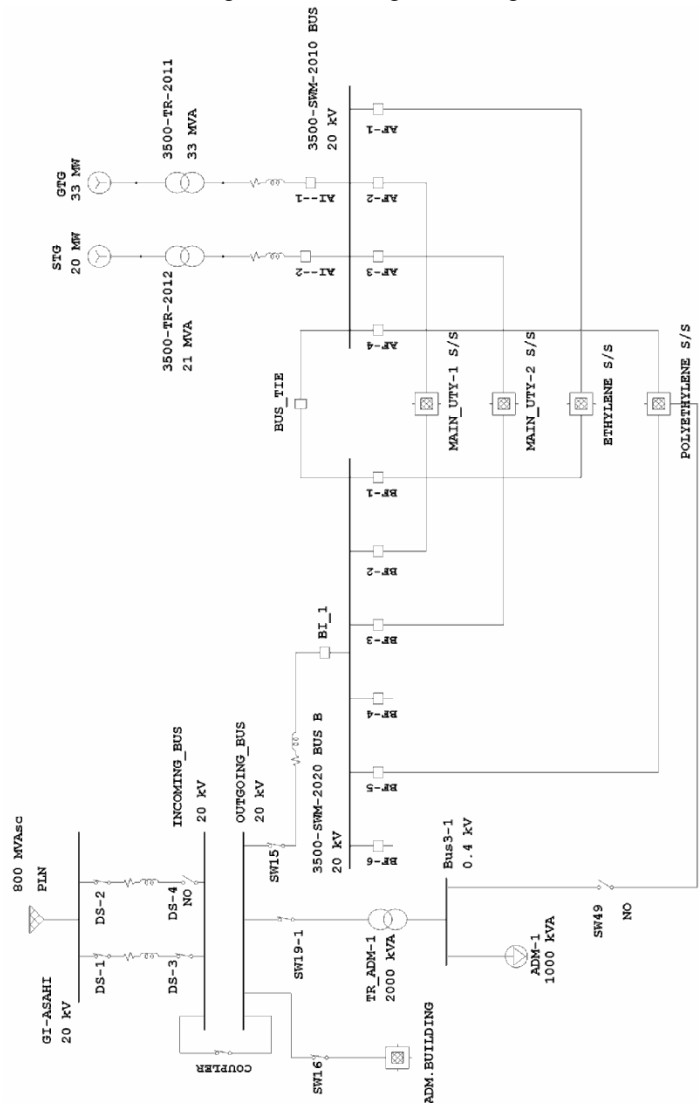 GTG
33 MW
3500-TR-2011
33 MVA
AI--1
3500-SWM-2010 BUS
20 kV
AF-1
AF-2
STG
20 MW
3500-TR-2012
21 MVA
AI--2
AF-3
AF-4
BUS_TIE
MAIN_UTY-1 S/S
MAIN_UTY-2 S/S
ETHYLENE S/S
POLYETHYLENE S/S
BF-1
BF-2
BI_1
BF-3
BF-4
BF-5
BF-6
3500-SWM-2020 BUS B
20 kV
800 MVAsc
PLN
GI-ASAHI
20 kV
DS-2
DS-4
NO
DS-1
DS-3
INCOMING_BUS
20 kV
OUTGOING_BUS
20 kV
COUPLER
SW15
SW19-1
SW16
TR_ADM-1
2000 kVA
Bus3-1
0.4 kV
ADM-1
1000 kVA
SW49
NO
ADM.BUILDING